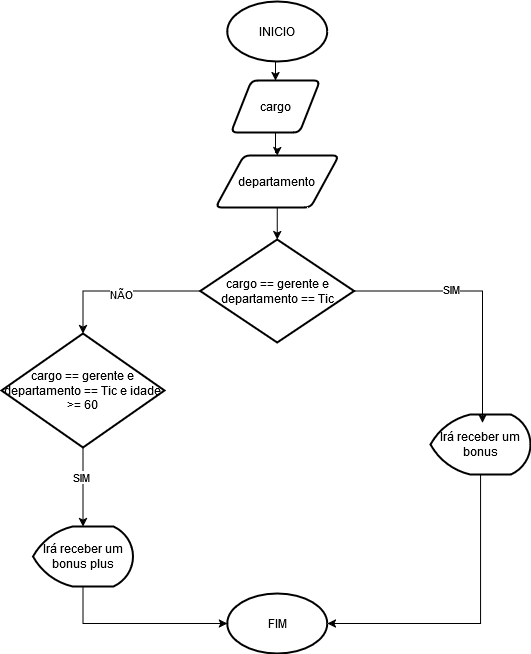 INICIO
cargo
departamento
cargo == gerente e
departamento == Tic
NÃO
SIM
cargo == gerente e
departamento == Tic e idade
>= 60
Irá receber um
bonus
SIM
Irá receber um
bonus plus
FIM